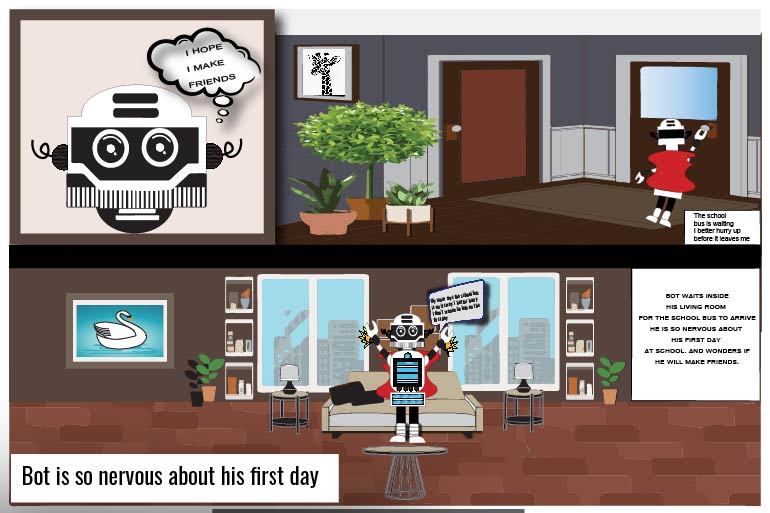 I HOPE
I MAKE
FRIENDS
The school
bus is waiting
I better hurry up
before it leaves me
BOT WAITS INSIDE
HIS LIVING ROOM
FOR THE SCHOOL BUS TO ARRIVE
HE IS SO NERVOUS ABOUT
HIS FIRST DAY
AT SCHOOL. AND WONDERS IF
HE WILL MAKE FRIENDS.
Bot is so nervous about his first day